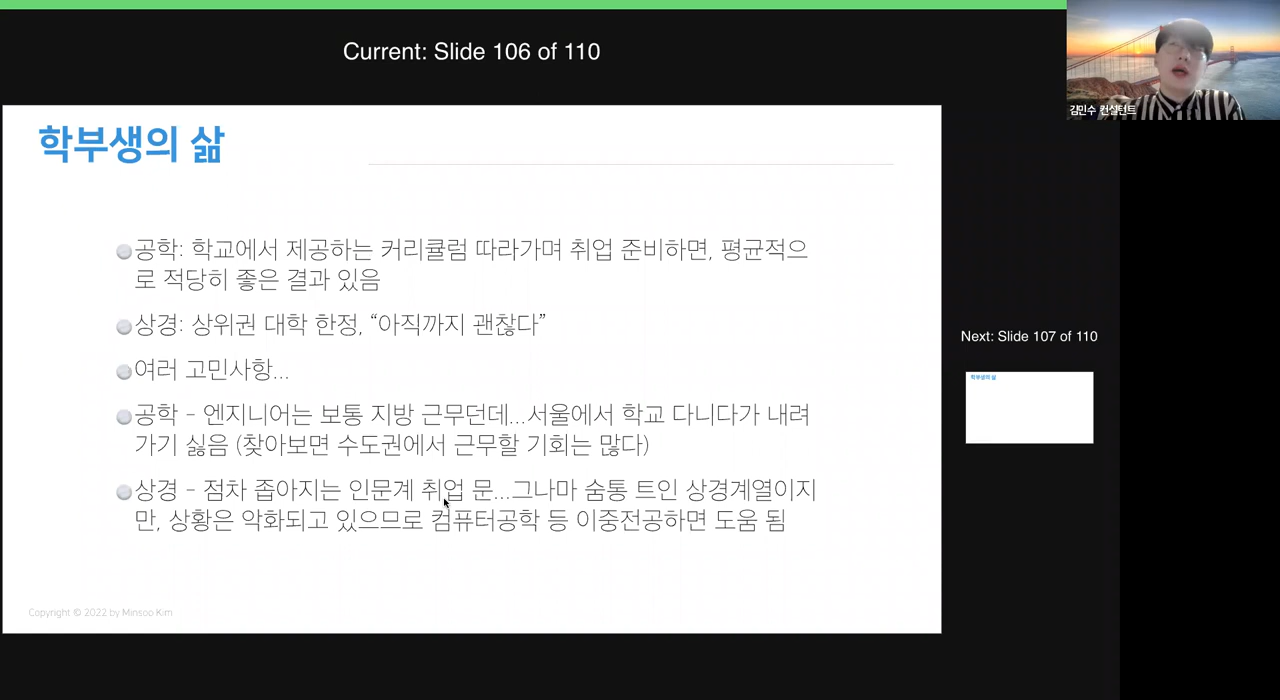 Current: Slide 106 of 110
김민수 컨설턴트
학부생의 삶
공학: 학교에서 제공하는 커리큘럼 따라가며 취업 준비하면, 평균적으
로 적당히 좋은 결과 있음
상경: 상위권 대학 한정, “아직까지 괜찮다”
여러 고민사항...
공학 - 엔지니어는 보통 지방 근무던데...서울에서 학교 다니다가 내려
가기 싫음 (찾아보면 수도권에서 근무할 기회는 많다)
상경 - 점차 좁아지는 인문계 취업 문...그나마 숨통 트인 상경계열이지
만, 상황은 악화되고 있으므로 컴퓨터공학 등 이중전공하면 도움 됨
Copyright © 2022 by Minsoo Kim
Next: Slide 107 of 110
학부생의 삶